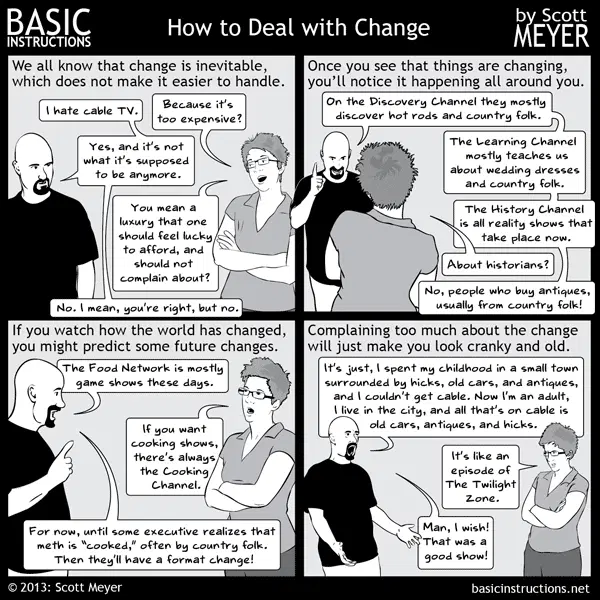 BASIC
INSTRUCTIONS
How to Deal with Change
by Scott
MEYER
We all know that change is inevitable,
which does not make it easier to handle.
I hate cable TV.
Because it's
too expensive?
Yes, and it's not
what it's supposed
to be anymore.
You mean a
luxury that one
should feel lucky
to afford, and
should not
complain about?
No. I mean, you're right, but no.
Once you see that things are changing,
you'll notice it happening all around you.
On the Discovery Channel they mostly
discover hot rods and country folk.
The Learning Channel
mostly teaches us
about wedding dresses
and country folk.
The History Channel
is all reality shows that
take place now.
About historians?
No, people who buy antiques,
usually from country folk!
If you watch how the world has changed,
you might predict some future changes.
The Food Network is mostly
game shows these days.
If you want
cooking shows,
there's always
the Cooking
Channel.
For now, until some executive realizes that
meth is "cooked," often by country folk.
Then they'll have a format change!
Complaining too much about the change
will just make you look cranky and old.
It's just, I spent my childhood in a small town
surrounded by hicks, old cars, and antiques,
and I couldn't get cable. Now I'm an adult,
I live in the city, and all that's on cable is
old cars, antiques, and hicks.
It's like an
episode of
The Twilight
Zone.
Man, I wish!
That was a
good show!
© 2013: Scott Meyer
basicinstructions.net